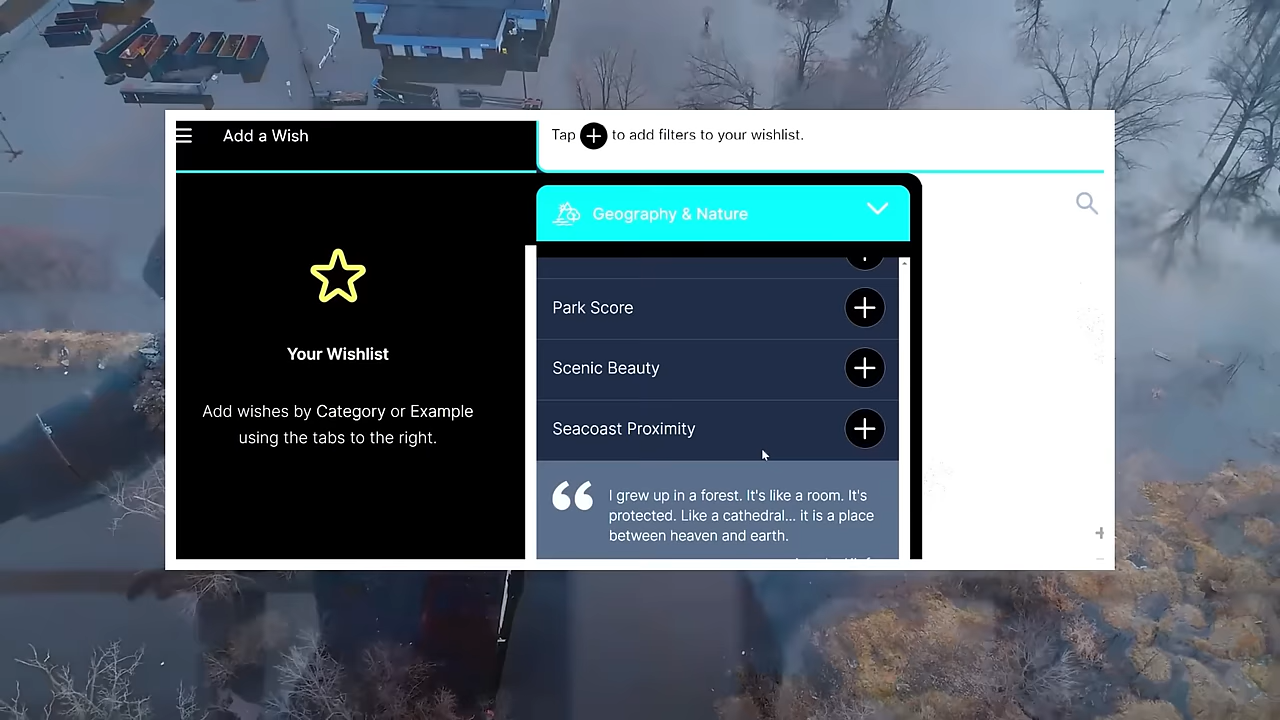 Add a Wish
Tap + to add filters to your wishlist.
Geography & Nature
Park Score
Scenic Beauty
Seacoast Proximity
Your Wishlist
Add wishes by Category or Example
using the tabs to the right.
I grew up in a forest. It's like a room. It's
protected. Like a cathedral... it is a place
between heaven and earth.